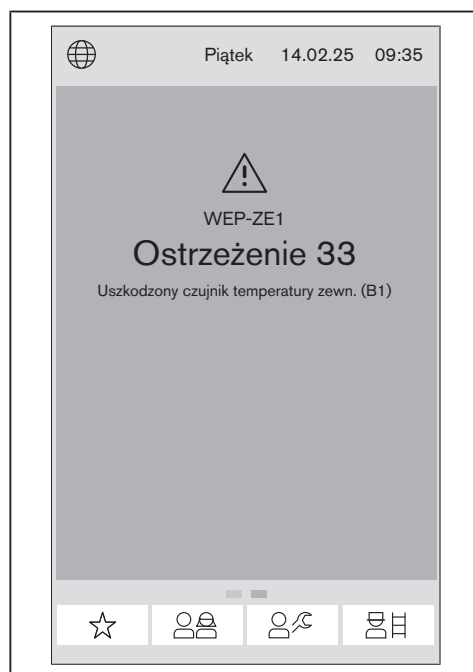 Piątek 14.02.25 09:35
WEP-ZE1
Ostrzeżenie 33
Uszkodzony czujnik temperatury zewn. (B1)